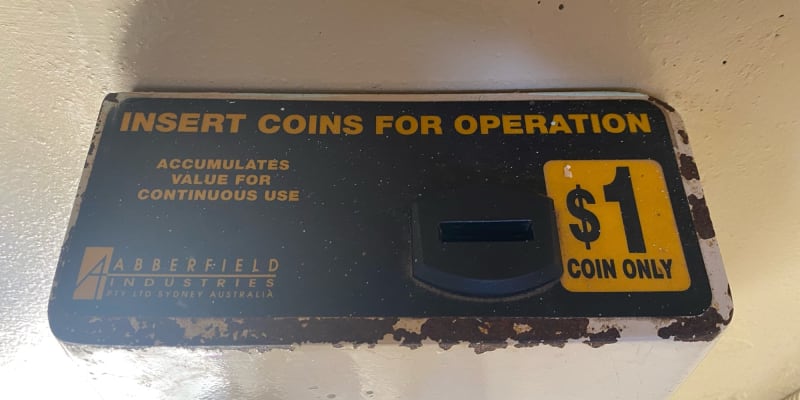 INSERT COINS FOR OPERATION
ACCUMULATES
VALUE FOR
CONTINUOUS USE
$1
COIN ONLY
ABBERFIELD
INDUSTRIES
PTY LTD SYDNEY AUSTRALIA